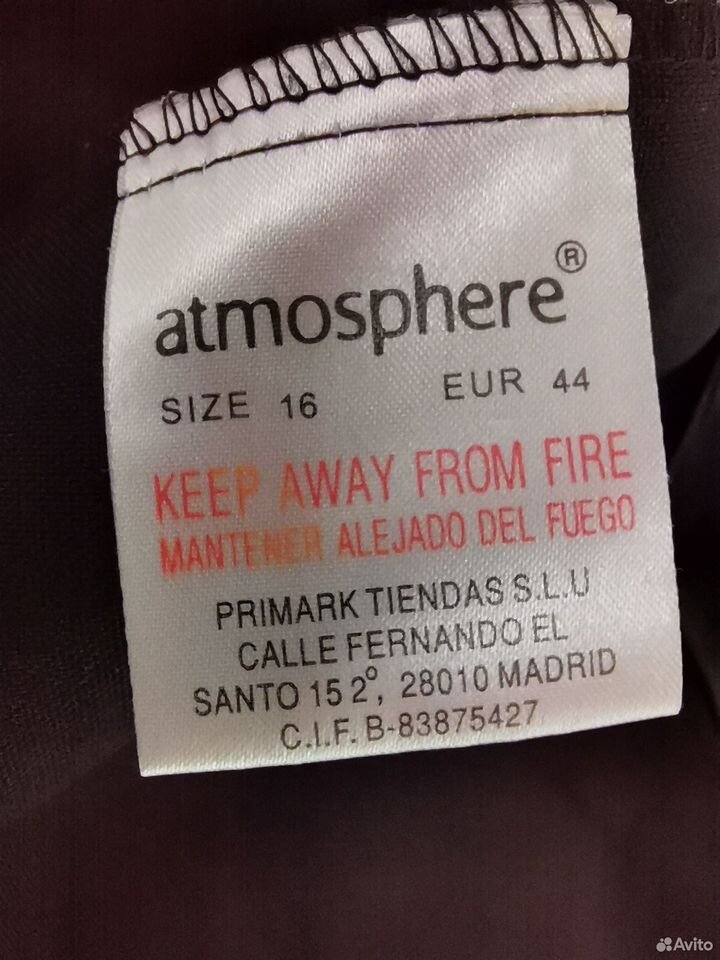 atmosphere®
SIZE 16 EUR 44
KEEP AWAY FROM FIRE
MANTENER ALEJADO DEL FUEGO
PRIMARK TIENDAS S.L.U
CALLE FERNANDO EL
SANTO 15 2º, 28010 MADRID
C.I.F. B-83875427
Avito